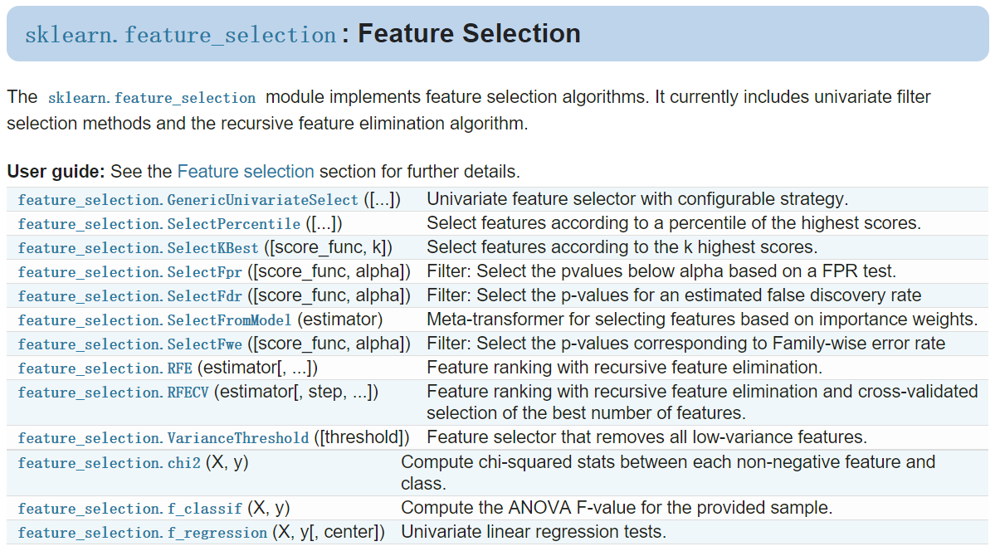 sklearn.feature_selection: Feature Selection
The sklearn.feature_selection module implements feature selection algorithms. It currently includes univariate filter
selection methods and the recursive feature elimination algorithm.
User guide: See the Feature selection section for further details.
feature_selection.GenericUnivariateSelect ([...]) Univariate feature selector with configurable strategy.
feature_selection.SelectPercentile ([...]) Select features according to a percentile of the highest scores.
feature_selection.SelectKBest ([score_func, k]) Select features according to the k highest scores.
feature_selection.SelectFpr ([score_func, alpha]) Filter: Select the pvalues below alpha based on a FPR test.
feature_selection.SelectFdr ([score_func, alpha]) Filter: Select the p-values for an estimated false discovery rate
feature_selection.SelectFromModel (estimator) Meta-transformer for selecting features based on importance weights.
feature_selection.SelectFwe ([score_func, alpha]) Filter: Select the p-values corresponding to Family-wise error rate
feature_selection.RFE (estimator[, ...]) Feature ranking with recursive feature elimination.
feature_selection.RFECV (estimator[, step, ...]) Feature ranking with recursive feature elimination and cross-validated
selection of the best number of features.
feature_selection.VarianceThreshold ([threshold]) Feature selector that removes all low-variance features.
feature_selection.chi2 (X, y) Compute chi-squared stats between each non-negative feature and
class.
feature_selection.f_classif (X, y) Compute the ANOVA F-value for the provided sample.
feature_selection.f_regression (X, y[, center]) Univariate linear regression tests.